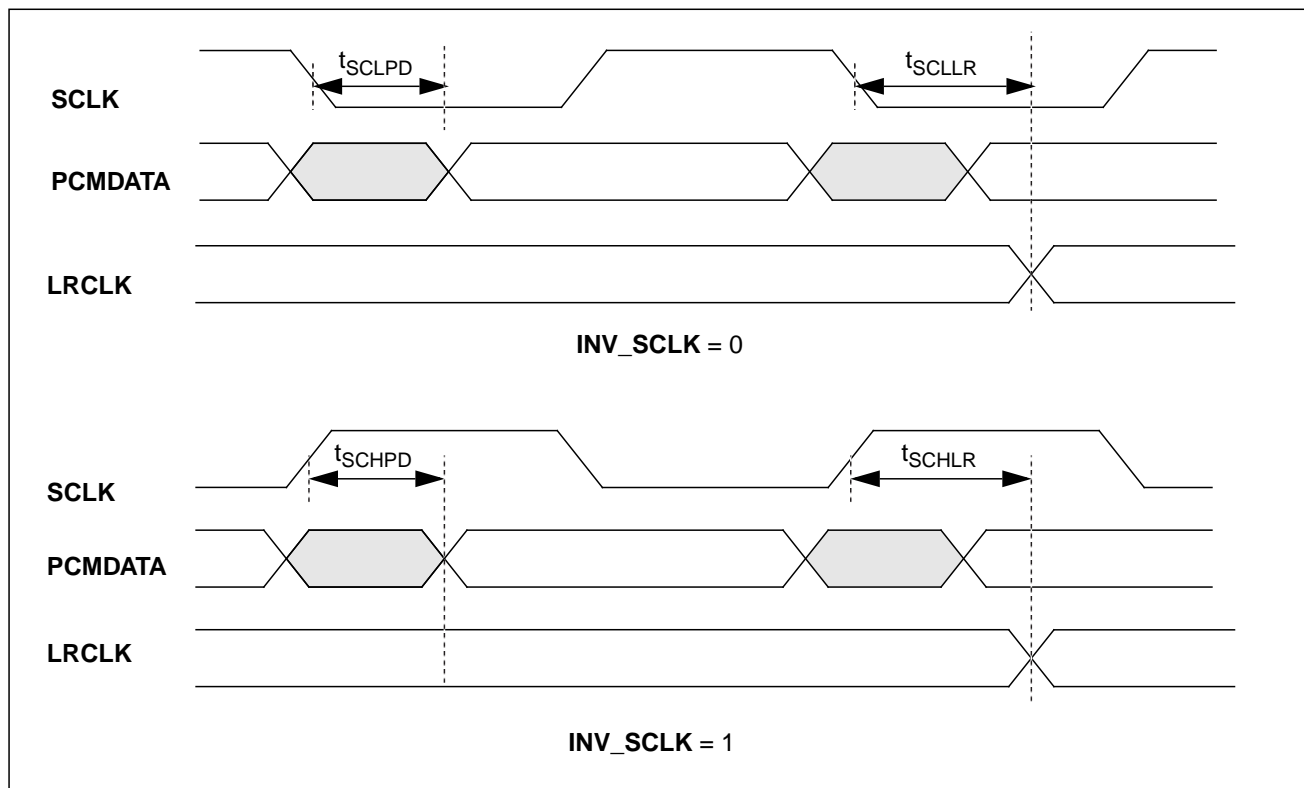 tSCLPD
tSCLLR
SCLK
PCMDATA
LRCLK
INV_SCLK = 0
tSCHPD
tSCHLR
SCLK
PCMDATA
LRCLK
INV_SCLK = 1